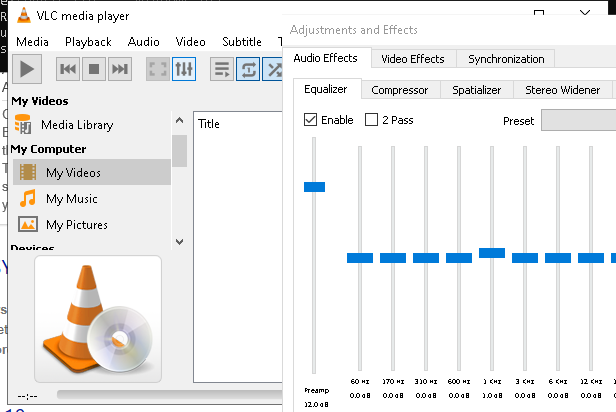 VLC media player
Media Playback Audio Video Subtitle T
My Videos
Media Library
My Computer
My Videos
My Music
My Pictures
Devices
Title
--:--
Adjustments and Effects
Audio Effects Video Effects Synchronization
Equalizer Compressor Spatializer Stereo Widener
Enable 2 Pass Preset
60 Hz 170 Hz 310 Hz 600 Hz 1 KHz 3 KHz 6 KHz 12 KHz
Preamp 0.0 dB 0.0 dB 0.0 dB 0.0 dB 1.0 dB 0.0 dB 0.0 dB 0.0 dB
12.0 dB